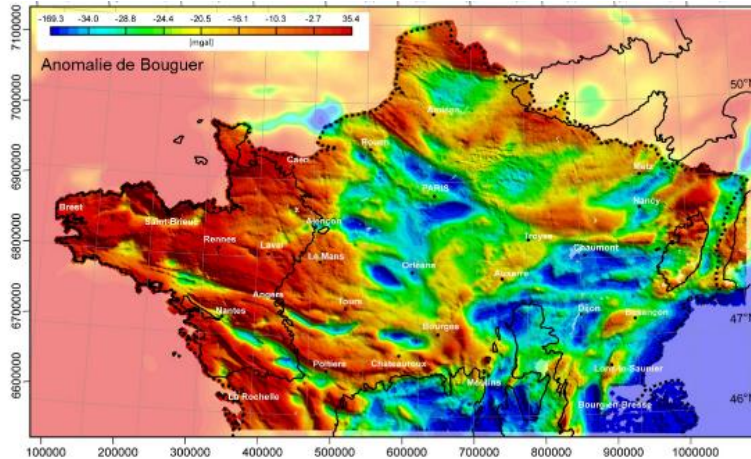 -169.3 -34.0 -28.8 -24.4 -20.5 -16.1 -10.3 -2.7 35.4
[mgal]
Anomalie de Bouguer
7100000
7000000
6900000
6800000
6700000
6600000
50°N
47°N
46°N
Amiens
Rouen
Caen
Metz
PARIS
Nancy
Brest
Saint-Brieuc
Alençon
Rennes
Laval
Le Mans
Troyes
Chaumont
Orléans
Auxerre
Angers
Tours
Nantes
Dijon
Besançon
Bourges
Poitiers
Chateauroux
Moulins
Lons-le-Saunier
La Rochelle
Bourg-en-Bresse
100000 200000 300000 400000 500000 600000 700000 800000 900000 1000000